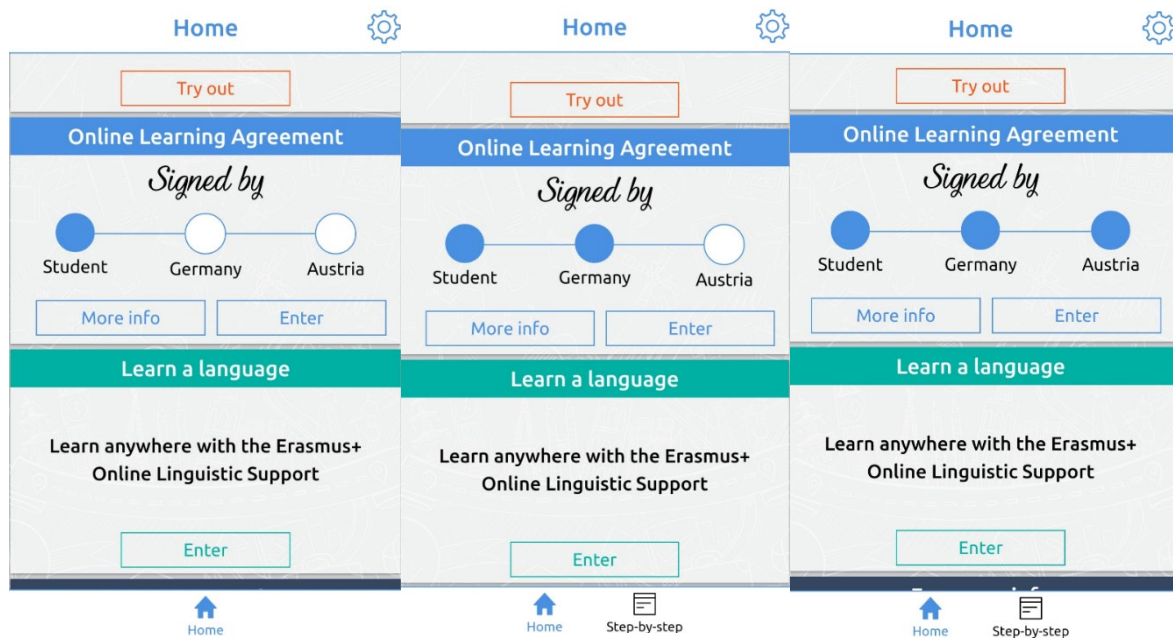 Home
Try out
Online Learning Agreement
Signed by
Student
Germany
Austria
More info
Enter
Learn a language
Learn anywhere with the Erasmus+
Online Linguistic Support
Enter
Home
Home
Try out
Online Learning Agreement
Signed by
Student
Germany
Austria
More info
Enter
Learn a language
Learn anywhere with the Erasmus+
Online Linguistic Support
Enter
Home
Step-by-step
Home
Try out
Online Learning Agreement
Signed by
Student
Germany
Austria
More info
Enter
Learn a language
Learn anywhere with the Erasmus+
Online Linguistic Support
Enter
Home
Step-by-step